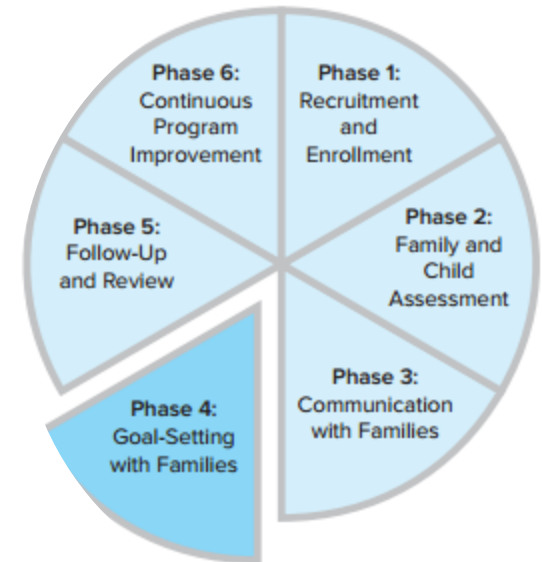 Phase 1:
Recruitment
and
Enrollment
Phase 2:
Family and
Child
Assessment
Phase 3:
Communication
with Families
Phase 4:
Goal-Setting
with Families
Phase 5:
Follow-Up
and Review
Phase 6:
Continuous
Program
Improvement